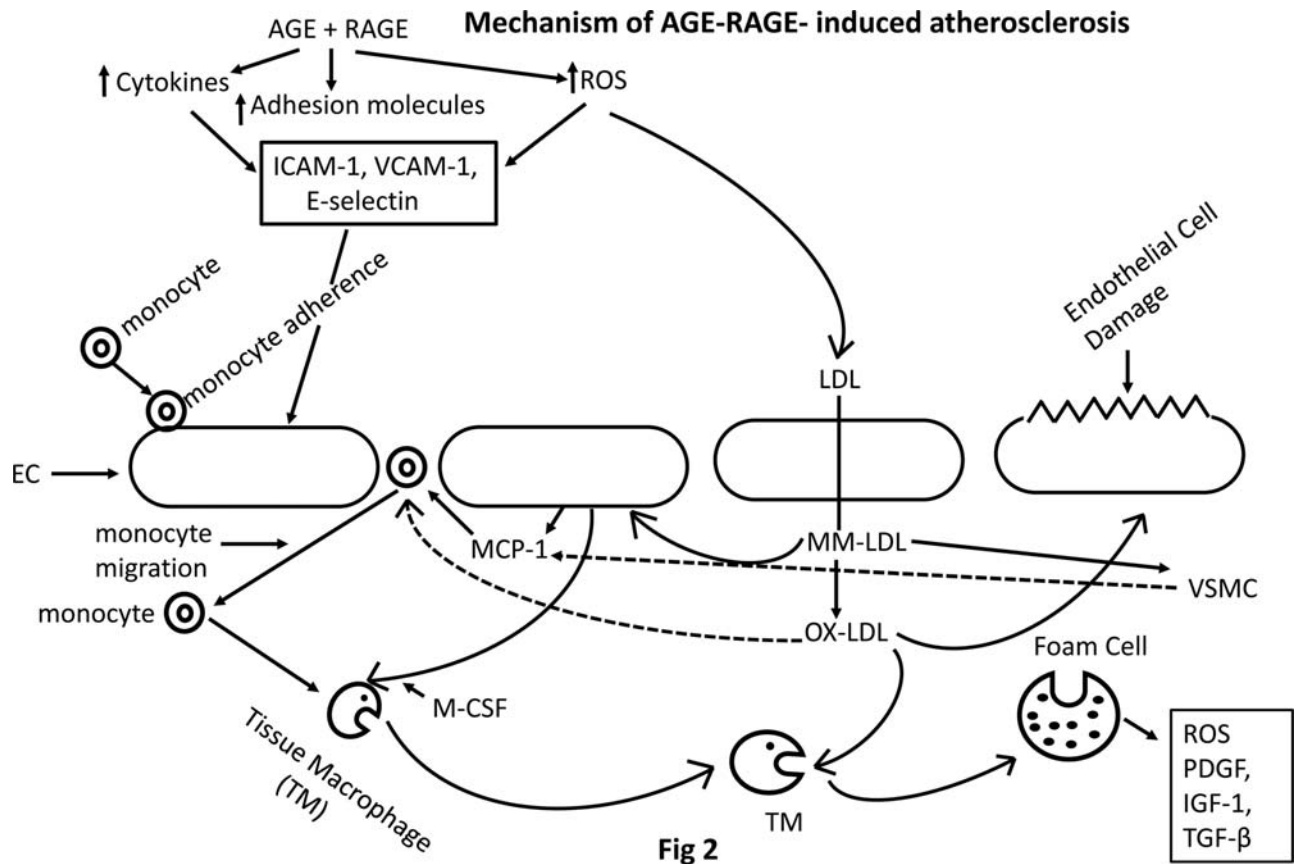 Mechanism of AGE-RAGE- induced atherosclerosis
AGE + RAGE
Cytokines
Adhesion molecules
ROS
ICAM-1, VCAM-1,
E-selectin
monocyte
monocyte adherence
Endothelial Cell
Damage
LDL
EC
monocyte
migration
MCP-1
MM-LDL
VSMC
monocyte
OX-LDL
Foam Cell
M-CSF
Tissue Macrophage
(TM)
TM
ROS
PDGF,
IGF-1,
TGF-β
Fig 2